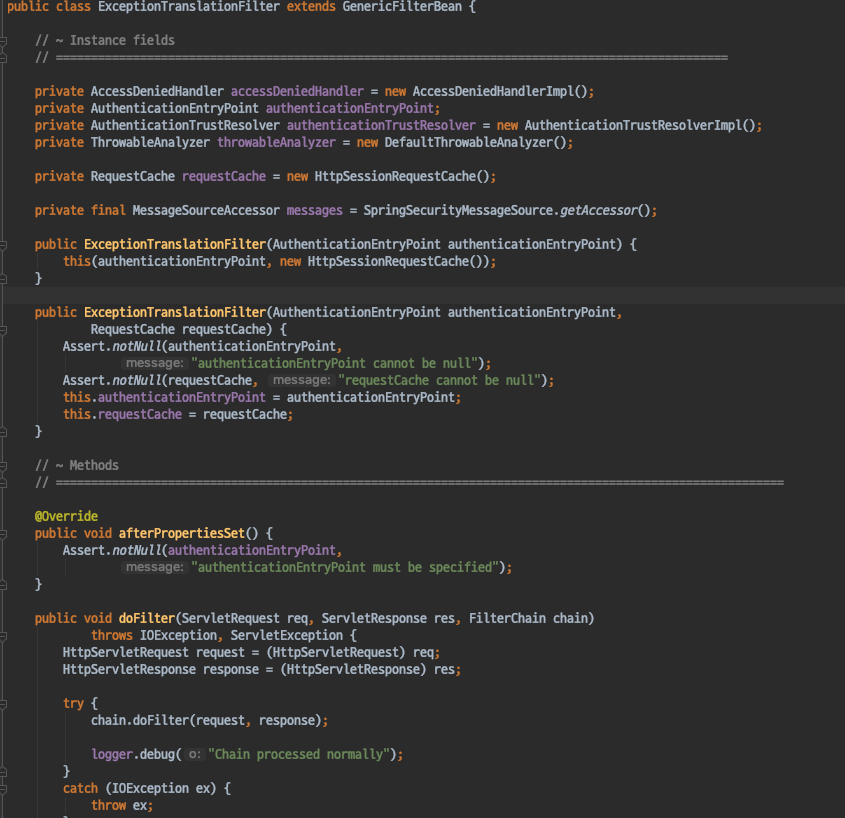 public class ExceptionTranslationFilter extends GenericFilterBean {
// ~ Instance fields
// ================================================================================================
private AccessDeniedHandler accessDeniedHandler = new AccessDeniedHandlerImpl();
private AuthenticationEntryPoint authenticationEntryPoint;
private AuthenticationTrustResolver authenticationTrustResolver = new AuthenticationTrustResolverImpl();
private ThrowableAnalyzer throwableAnalyzer = new DefaultThrowableAnalyzer();
private RequestCache requestCache = new HttpSessionRequestCache();
private final MessageSourceAccessor messages = SpringSecurityMessageSource.getAccessor();
public ExceptionTranslationFilter(AuthenticationEntryPoint authenticationEntryPoint) {
this(authenticationEntryPoint, new HttpSessionRequestCache());
}
public ExceptionTranslationFilter(AuthenticationEntryPoint authenticationEntryPoint,
RequestCache requestCache) {
Assert.notNull(authenticationEntryPoint,
message: "authenticationEntryPoint cannot be null");
Assert.notNull(requestCache, message: "requestCache cannot be null");
this.authenticationEntryPoint = authenticationEntryPoint;
this.requestCache = requestCache;
}
// ~ Methods
// ========================================================================================================
@Override
public void afterPropertiesSet() {
Assert.notNull(authenticationEntryPoint,
message: "authenticationEntryPoint must be specified");
}
public void doFilter(ServletRequest req, ServletResponse res, FilterChain chain)
throws IOException, ServletException {
HttpServletRequest request = (HttpServletRequest) req;
HttpServletResponse response = (HttpServletResponse) res;
try {
chain.doFilter(request, response);
logger.debug( o: "Chain processed normally");
}
catch (IOException ex) {
throw ex;